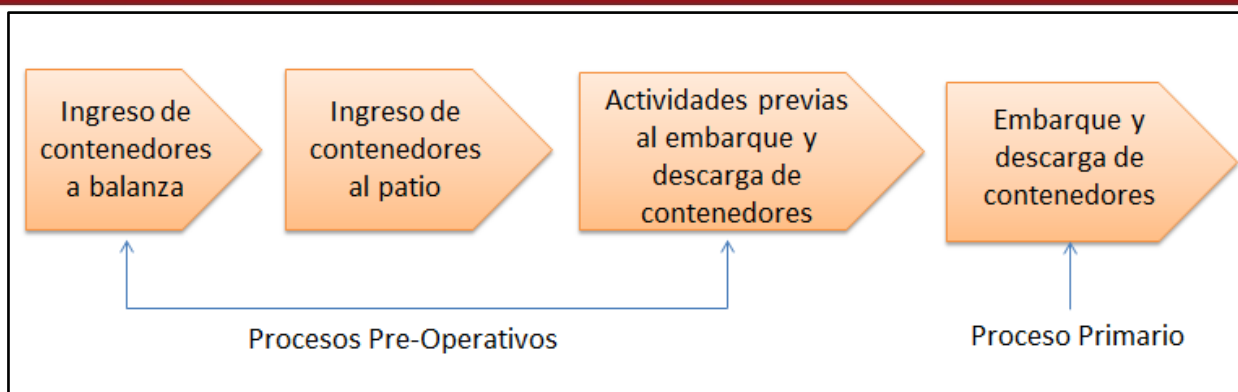 Ingreso de
contenedores
a balanza
Ingreso de
contenedores
al patio
Actividades previas
al embarque y
descarga de
contenedores
Embarque y
descarga de
contenedores
Procesos Pre-Operativos
Proceso Primario